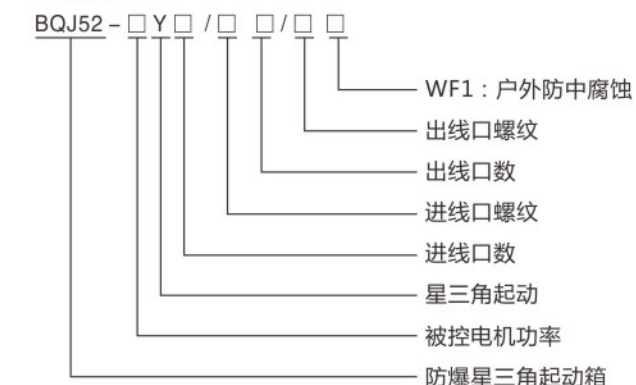 BQJ52-□Y□/□ □/□ □
WF1：户外防中腐蚀
出线口螺纹
出线口数
进线口螺纹
进线口数
星三角起动
被控电机功率
防爆星三角起动箱